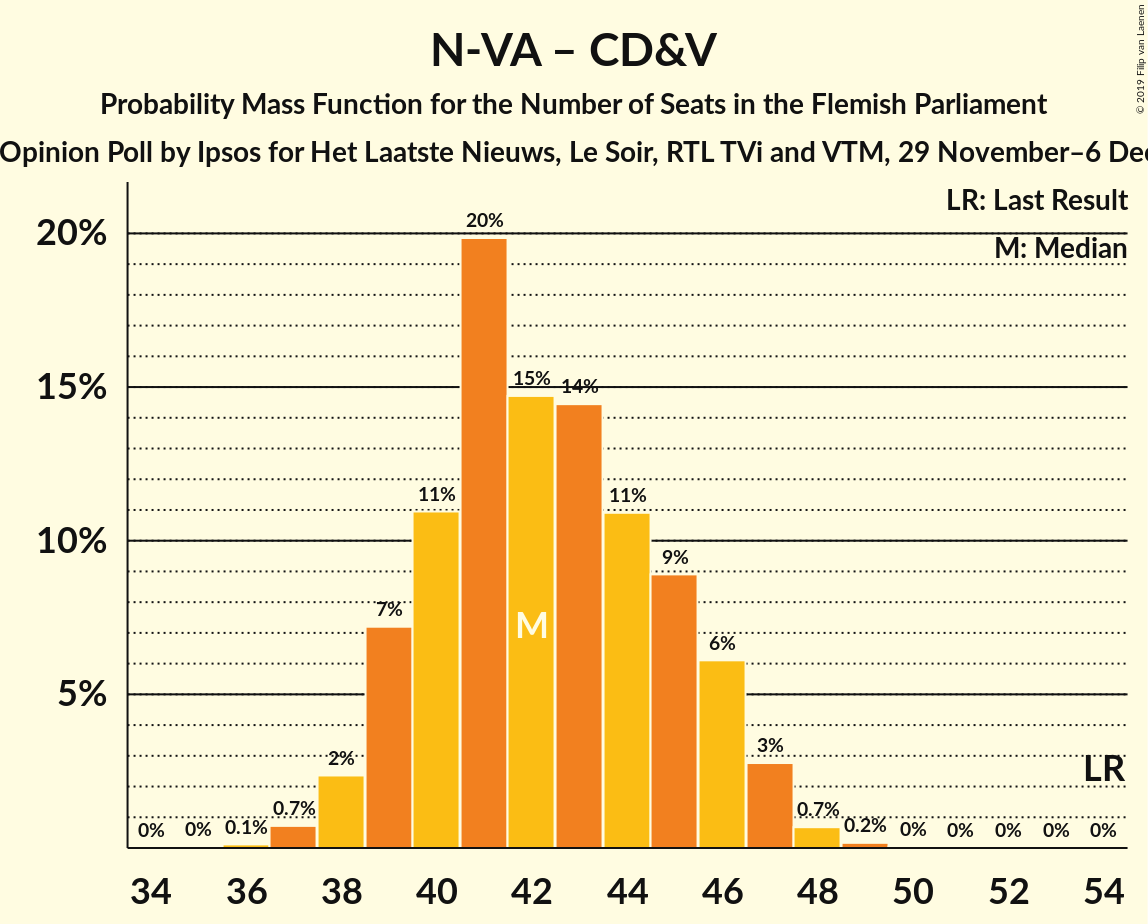 © 2019 Filip van Laenen
N-VA – CD&V
Probability Mass Function for the Number of Seats in the Flemish Parliament
Opinion Poll by Ipsos for Het Laatste Nieuws, Le Soir, RTL TVi and VTM, 29 November–6 Dec
LR: Last Result
M: Median
20%
15%
10%
5%
0% 0% 0.1% 0.7% 2% 7% 11% 20% 15% 14% 11% 9% 6% 3% 0.7% 0.2% 0% 0% 0% 0% 0%
M
LR
34 36 38 40 42 44 46 48 50 52 54